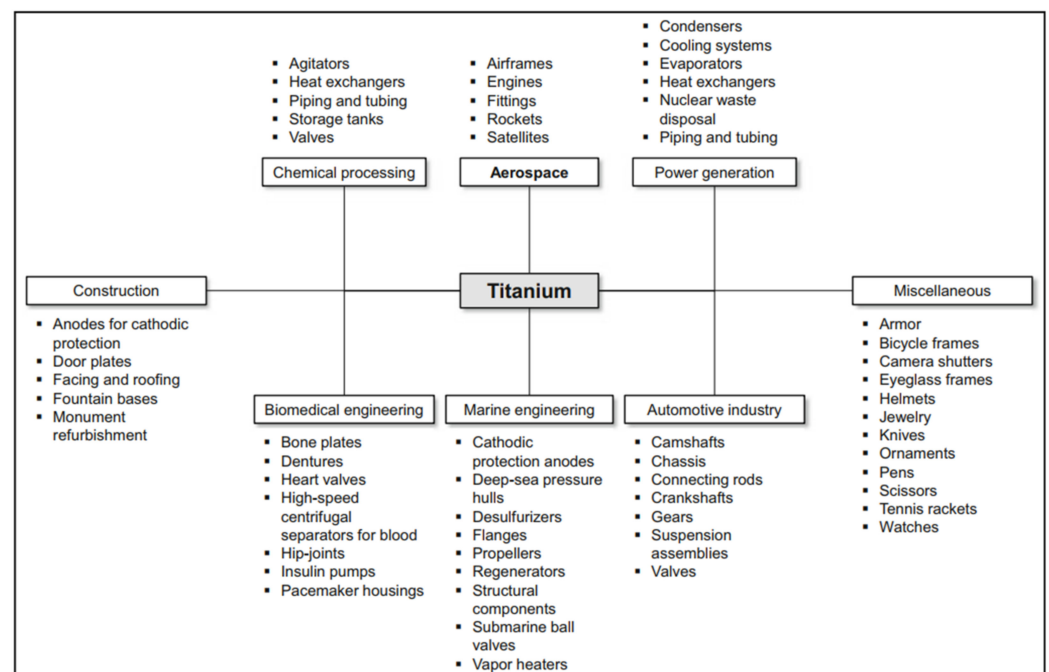 ▪ Agitators
▪ Heat exchangers
▪ Piping and tubing
▪ Storage tanks
▪ Valves
Chemical processing
▪ Airframes
▪ Engines
▪ Fittings
▪ Rockets
▪ Satellites
Aerospace
▪ Condensers
▪ Cooling systems
▪ Evaporators
▪ Heat exchangers
▪ Nuclear waste
disposal
▪ Piping and tubing
Power generation
Construction
▪ Anodes for cathodic
protection
▪ Door plates
▪ Facing and roofing
▪ Fountain bases
▪ Monument
refurbishment
Titanium
Miscellaneous
▪ Armor
▪ Bicycle frames
▪ Camera shutters
▪ Eyeglass frames
▪ Helmets
▪ Jewelry
▪ Knives
▪ Ornaments
▪ Pens
▪ Scissors
▪ Tennis rackets
▪ Watches
Biomedical engineering
▪ Bone plates
▪ Dentures
▪ Heart valves
▪ High-speed
centrifugal
separators for blood
▪ Hip-joints
▪ Insulin pumps
▪ Pacemaker housings
Marine engineering
▪ Cathodic
protection anodes
▪ Deep-sea pressure
hulls
▪ Desulfurizers
▪ Flanges
▪ Propellers
▪ Regenerators
▪ Structural
components
▪ Submarine ball
valves
▪ Vapor heaters
Automotive industry
▪ Camshafts
▪ Chassis
▪ Connecting rods
▪ Crankshafts
▪ Gears
▪ Suspension
assemblies
▪ Valves